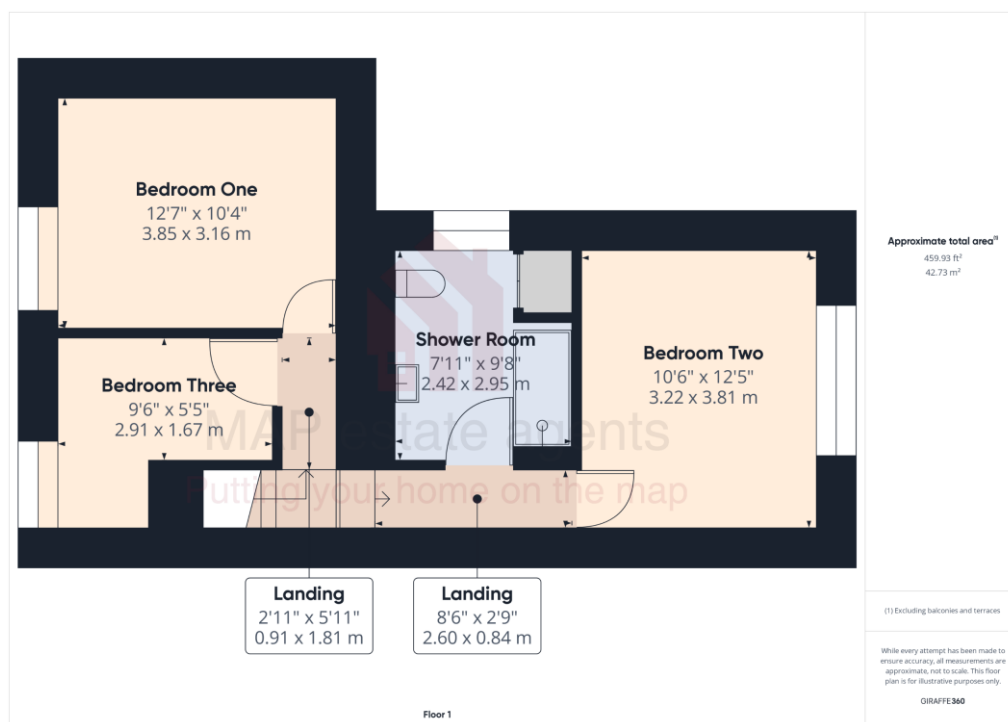 Bedroom One
12'7" x 10'4"
3.85 x 3.16 m
Bedroom Three
9'6" x 5'5"
2.91 x 1.67 m
Shower Room
7'11" x 9'8"
2.42 x 2.95 m
Bedroom Two
10'6" x 12'5"
3.22 x 3.81 m
MAP estate agents
Putting your home on the map
Landing
2'11" x 5'11"
0.91 x 1.81 m
Landing
8'6" x 2'9"
2.60 x 0.84 m
Floor 1
Approximate total area(1)
459.93 ft²
42.73 m²
(1) Excluding balconies and terraces
While every attempt has been made to
ensure accuracy, all measurements are
approximate, not to scale. This floor
plan is for illustrative purposes only.
GIRAFFE360